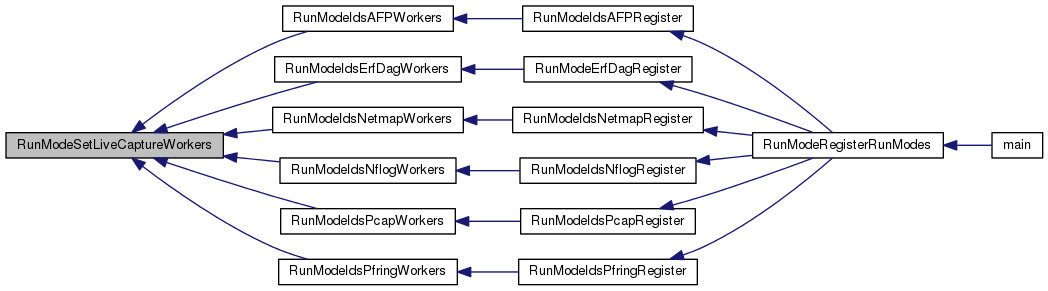 RunModeIdsAFPWorkers
RunModeIdsAFPRegister
RunModeIdsErfDagWorkers
RunModeErfDagRegister
RunModeIdsNetmapWorkers
RunModeIdsNetmapRegister
RunModeSetLiveCaptureWorkers
RunModeRegisterRunModes
main
RunModeIdsNflogWorkers
RunModeIdsNflogRegister
RunModeIdsPcapWorkers
RunModeIdsPcapRegister
RunModeIdsPfringWorkers
RunModeIdsPfringRegister